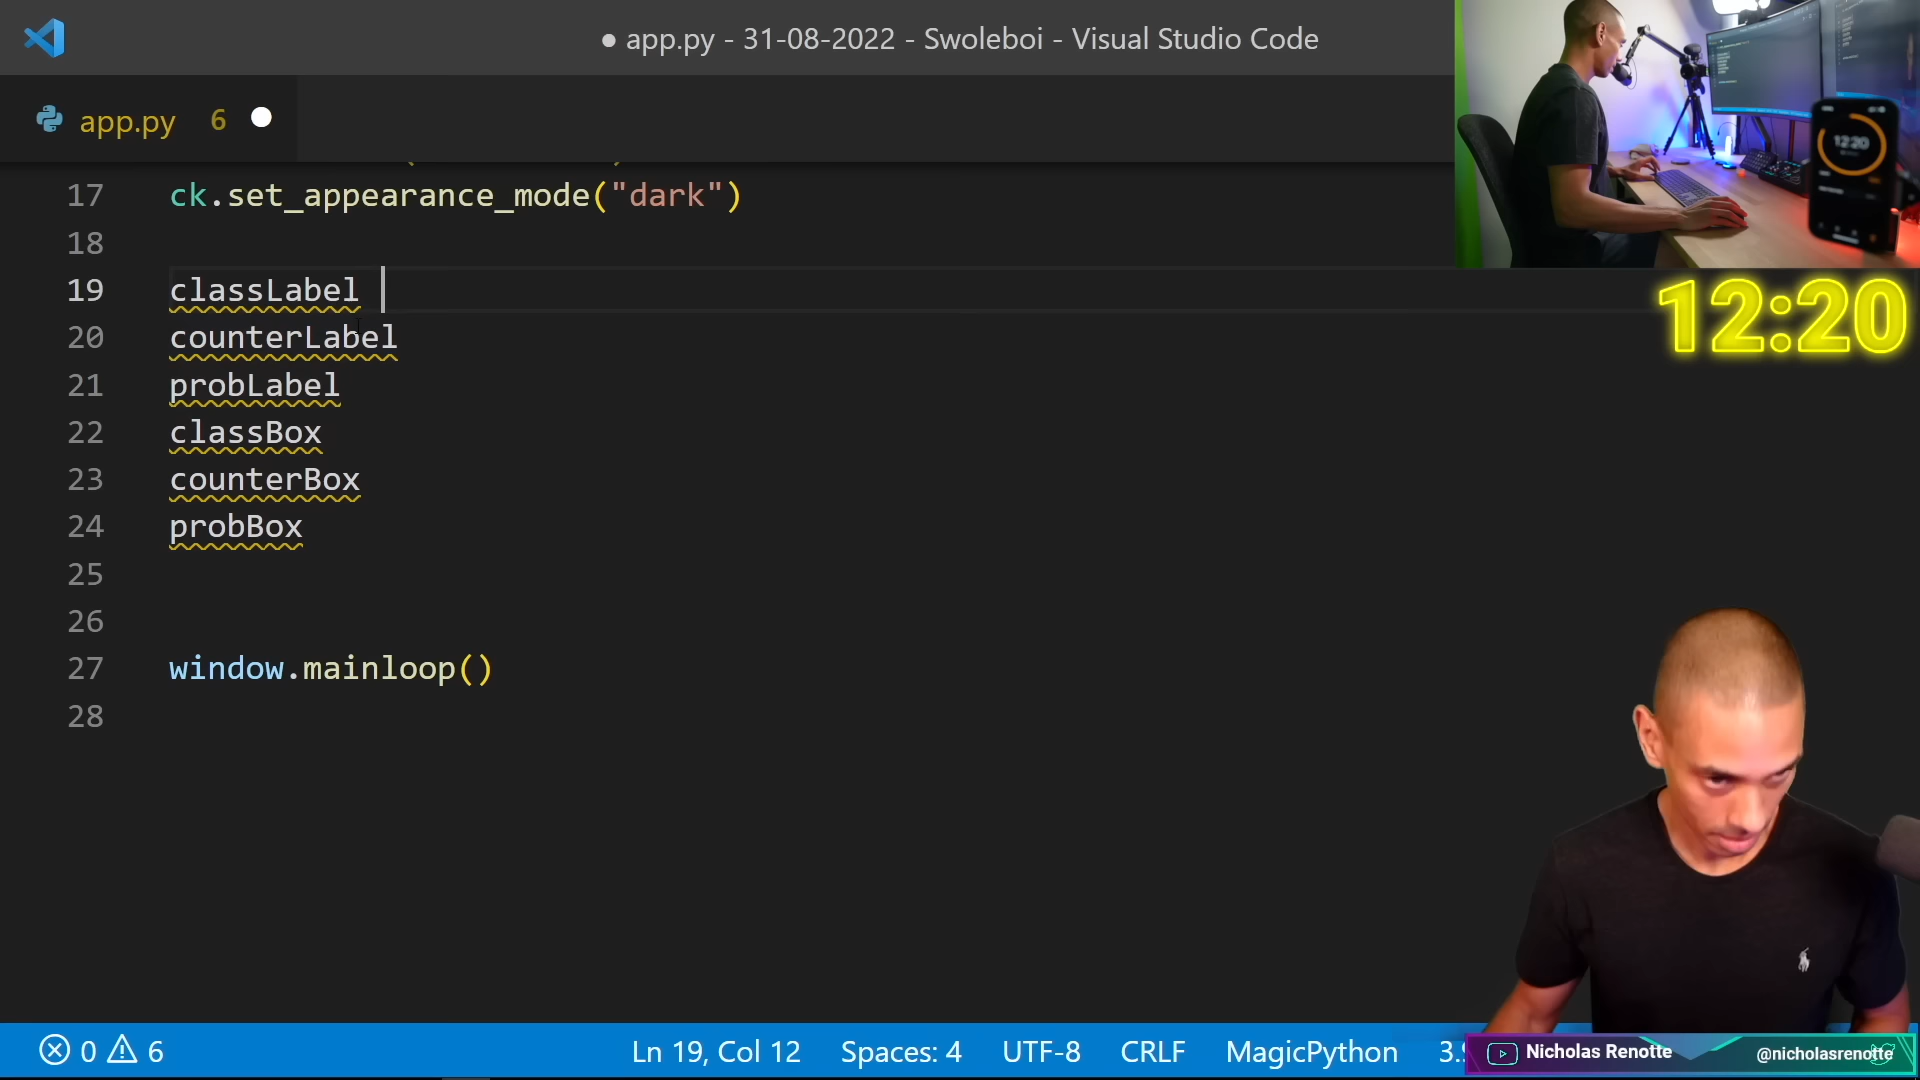 ● app.py - 31-08-2022 - Swoleboi - Visual Studio Code
app.py 6
17 ck.set_appearance_mode("dark")
18
19 classLabel
20 counterLabel
21 probLabel
22 classBox
23 counterBox
24 probBox
25
26
27 window.mainloop()
28
12:20
12:20
0 6 Ln 19, Col 12 Spaces: 4 UTF-8 CRLF MagicPython
Nicholas Renotte @nicholasrenotte